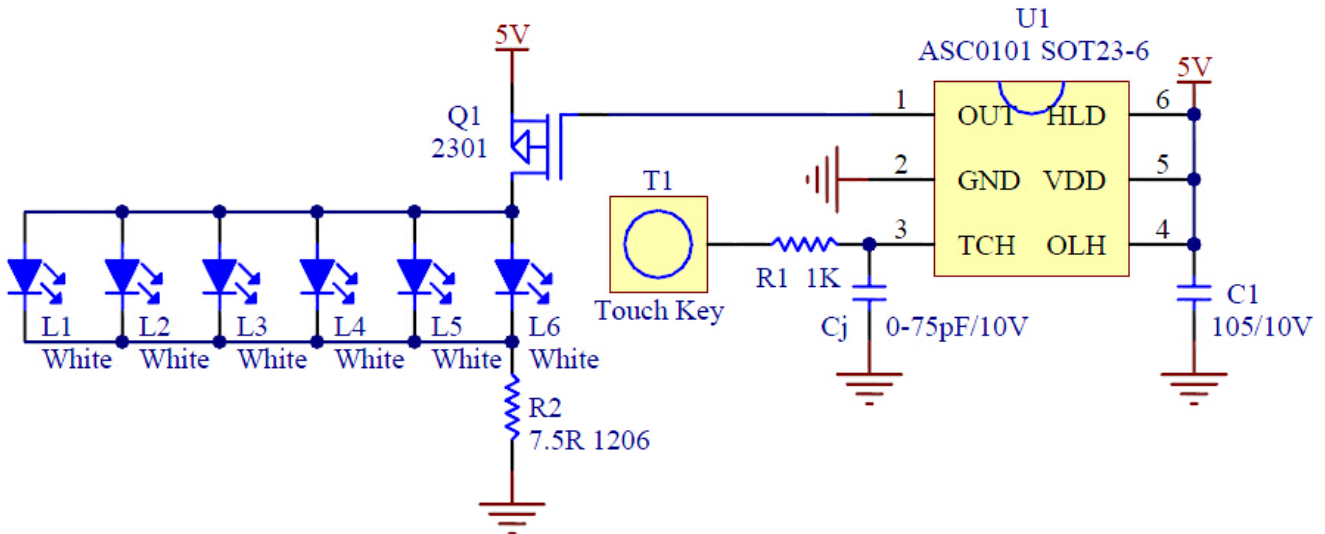 U1
ASC0101 SOT23-6
5V
5V
Q1
2301
1
OUT
HLD
6
2
GND
VDD
5
T1
3
TCH
OLH
4
R1 1K
Touch Key
Cj
0-75pF/10V
C1
105/10V
L1
White
L2
White
L3
White
L4
White
L5
White
L6
White
R2
7.5R 1206